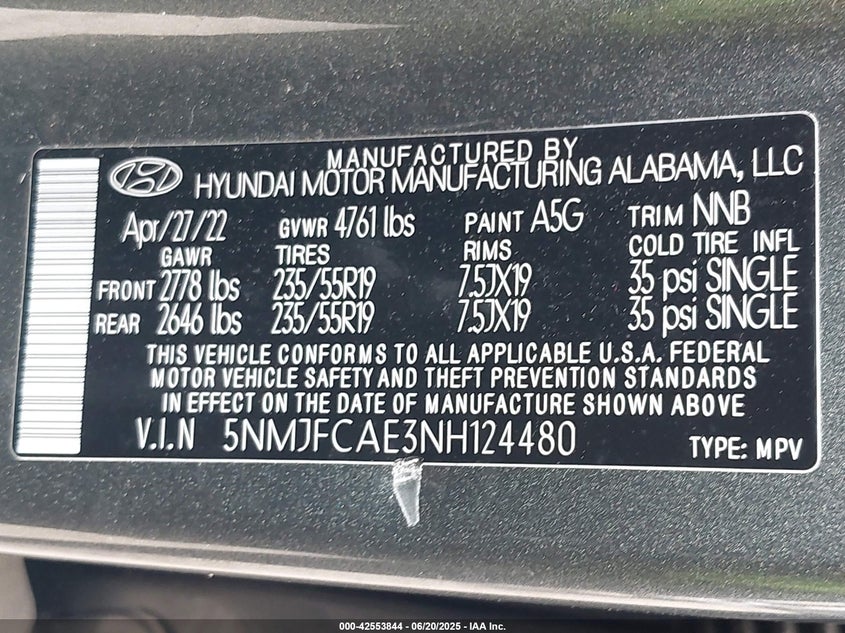 MANUFACTURED BY
HYUNDAI MOTOR MANUFACTURING ALABAMA, LLC
Apr/27/22 GVWR 4761 lbs PAINT A5G TRIM NNB
GAWR TIRES RIMS COLD TIRE INFL
FRONT 2778 lbs 235/55R19 7.5JX19 35 psi SINGLE
REAR 2646 lbs 235/55R19 7.5JX19 35 psi SINGLE
THIS VEHICLE CONFORMS TO ALL APPLICABLE U.S.A. FEDERAL
MOTOR VEHICLE SAFETY AND THEFT PREVENTION STANDARDS
IN EFFECT ON THE DATE OF MANUFACTURE SHOWN ABOVE
V.I.N 5NMJFCAE3NH124480 TYPE: MPV
000-42553844 - 06/20/2025 - IAA Inc.